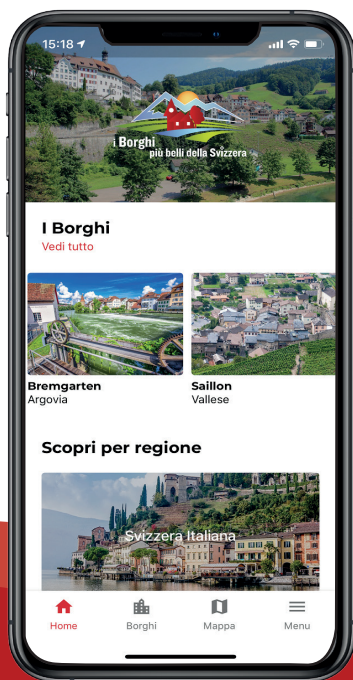 15:18
i Borghi
più belli della Svizzera
I Borghi
Vedi tutto
Bremgarten
Argovia
Saillon
Vallese
Scopri per regione
Svizzera Italiana
Home
Borghi
Mappa
Menu